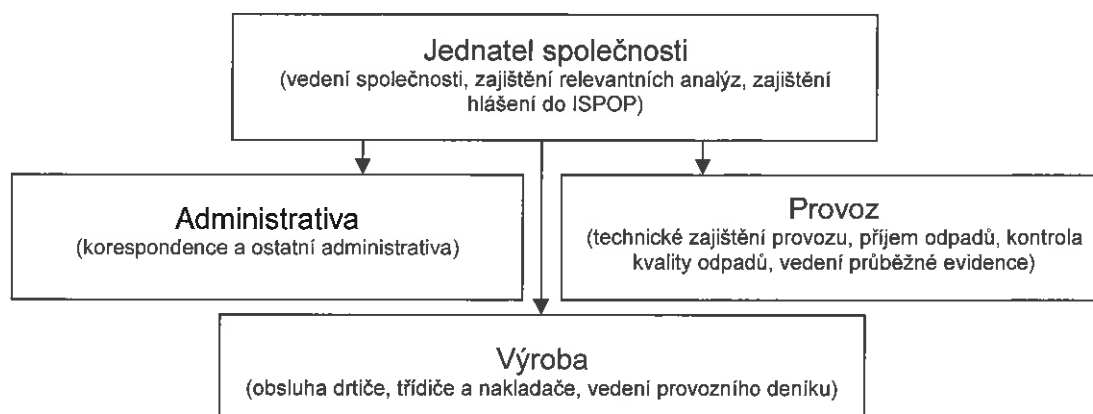 Jednatel společnosti
(vedení společnosti, zajištění relevantních analýz, zajištění
hlášení do ISPOP)
Administrativa
(korespondence a ostatní administrativa)
Provoz
(technické zajištění provozu, příjem odpadů, kontrola
kvality odpadů, vedení průběžné evidence)
Výroba
(obsluha drtiče, třídiče a nakladače, vedení provozního deníku)